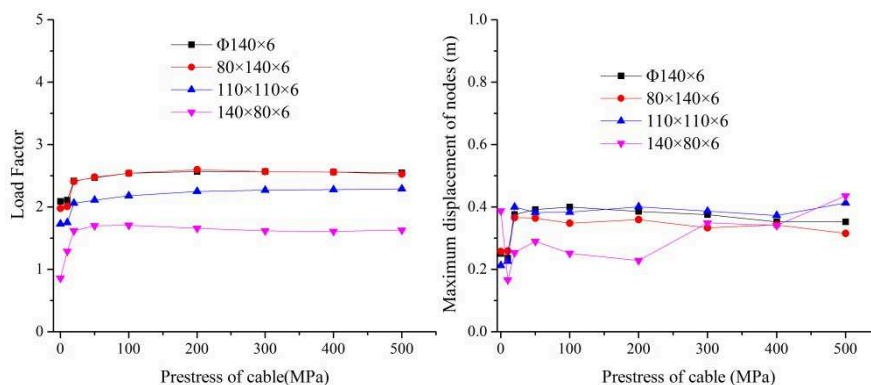 5
4
3
2
1
0
Load Factor
Φ140×6
80×140×6
110×110×6
140×80×6
0 100 200 300 400 500
Prestress of cable(MPa)
1.0
0.8
0.6
0.4
0.2
0.0
Maximum displacement of nodes (m)
Φ140×6
80×140×6
110×110×6
140×80×6
0 100 200 300 400 500
Prestress of cable (MPa)